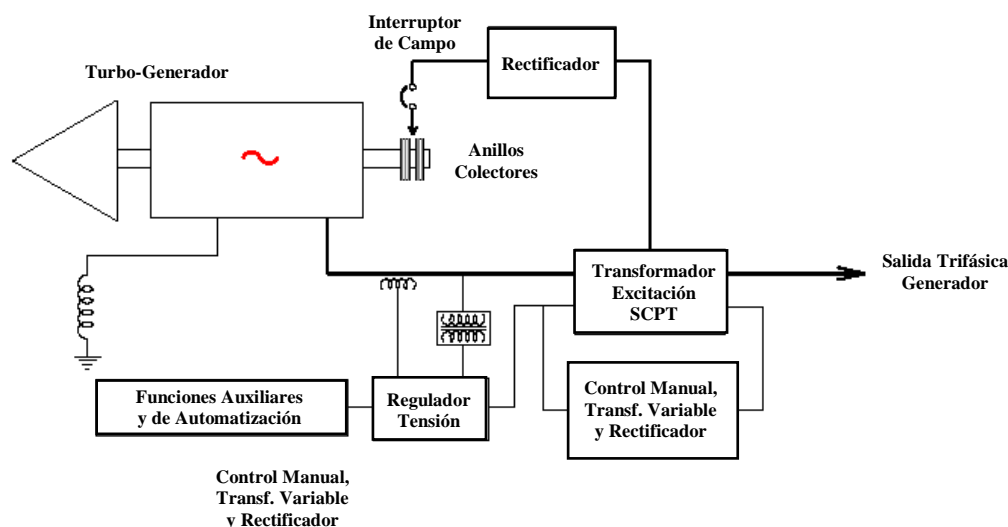 Interruptor
de Campo
Rectificador
Turbo-Generador
Anillos
Colectores
Transformador
Excitación
SCPT
Salida Trifásica
Generador
Funciones Auxiliares
y de Automatización
Regulador
Tensión
Control Manual,
Transf. Variable
y Rectificador
Control Manual,
Transf. Variable
y Rectificador